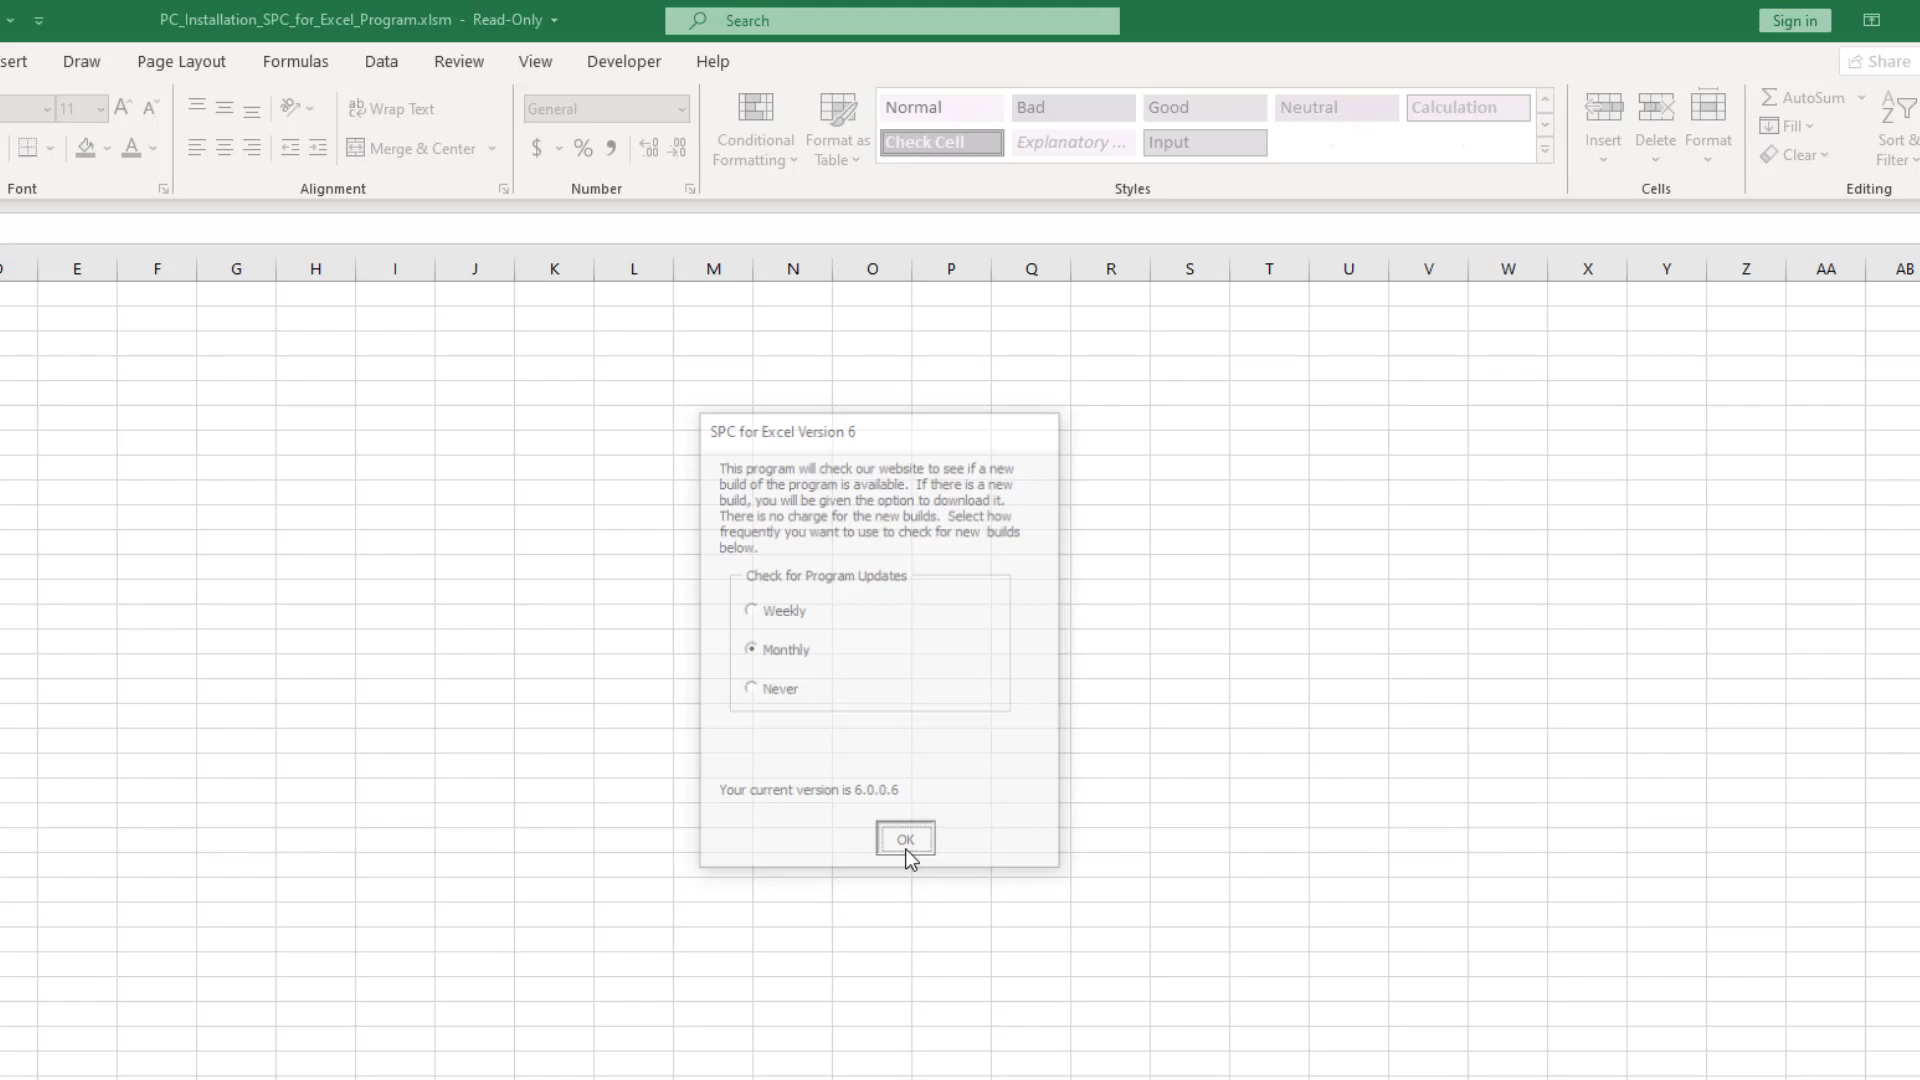 PC_Installation_SPC_for_Excel_Program.xlsm - Read-Only
Search
Sign in
sert Draw Page Layout Formulas Data Review View Developer Help
Share
11 A A
Wrap Text
General
Conditional Formatting
Format as Table
Normal Bad Good Neutral Calculation
Check Cell Explanatory ... Input
Insert Delete Format
AutoSum
Fill
Clear
Sort &
Filter
Merge & Center
$ % 9
Font Alignment Number Styles Cells Editing
E F G H I J K L M N O P Q R S T U V W X Y Z AA AB
SPC for Excel Version 6
This program will check our website to see if a new
build of the program is available. If there is a new
build, you will be given the option to download it.
There is no charge for the new builds. Select how
frequently you want to use to check for new builds
below.
Check for Program Updates
Weekly
Monthly
Never
Your current version is 6.0.0.6
OK